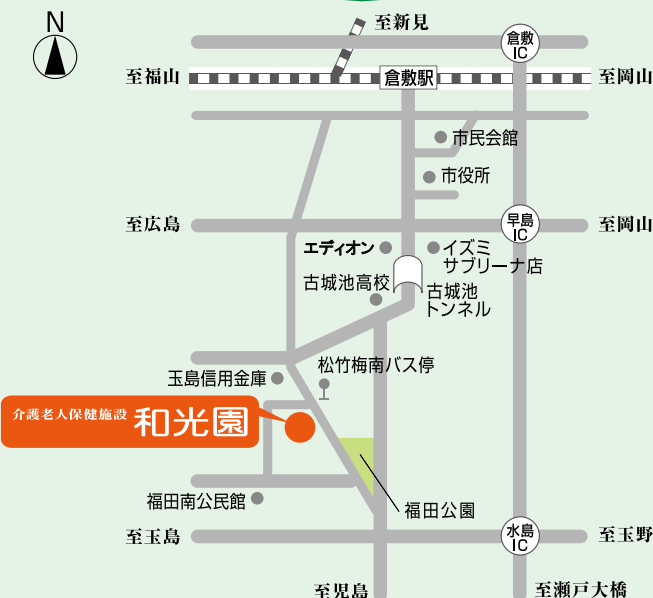 N
至新見
倉敷
IC
至福山
倉敷駅
至岡山
市民会館
市役所
至広島
早島
IC
至岡山
エディオン
イズミ
サブリーナ店
古城池高校
古城池
トンネル
松竹梅南バス停
玉島信用金庫
介護老人保健施設 和光園
福田南公民館
福田公園
水島
IC
至玉島
至玉野
至児島
至瀬戸大橋